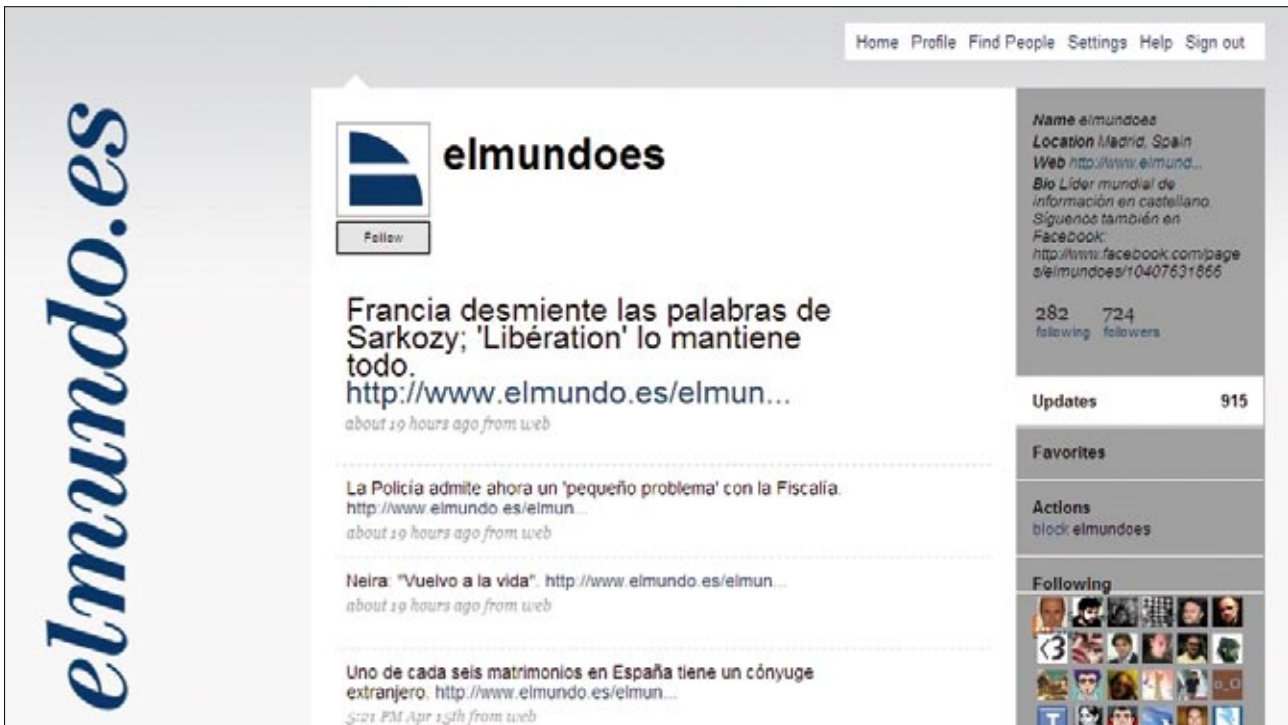 Home Profile Find People Settings Help Sign out
elmundo.es
elmundoes
Follow
Francia desmiente las palabras de
Sarkozy; 'Libération' lo mantiene
todo.
http://www.elmundo.es/elmun...
about 19 hours ago from web
La Policía admite ahora un 'pequeño problema' con la Fiscalía.
http://www.elmundo.es/elmun...
about 19 hours ago from web
Neira: "Vuelvo a la vida". http://www.elmundo.es/elmun...
about 19 hours ago from web
Uno de cada seis matrimonios en España tiene un cónyuge
extranjero. http://www.elmundo.es/elmun...
5:21 PM Apr 15th from web
Name elmundoes
Location Madrid, Spain
Web http://www.elmund...
Bio Líder mundial de
información en castellano.
Síguenos también en
Facebook:
http://www.facebook.com/page
s/elmundoes/10407631866
282 724
following followers
Updates 915
Favorites
Actions
block elmundoes
Following
<3
T